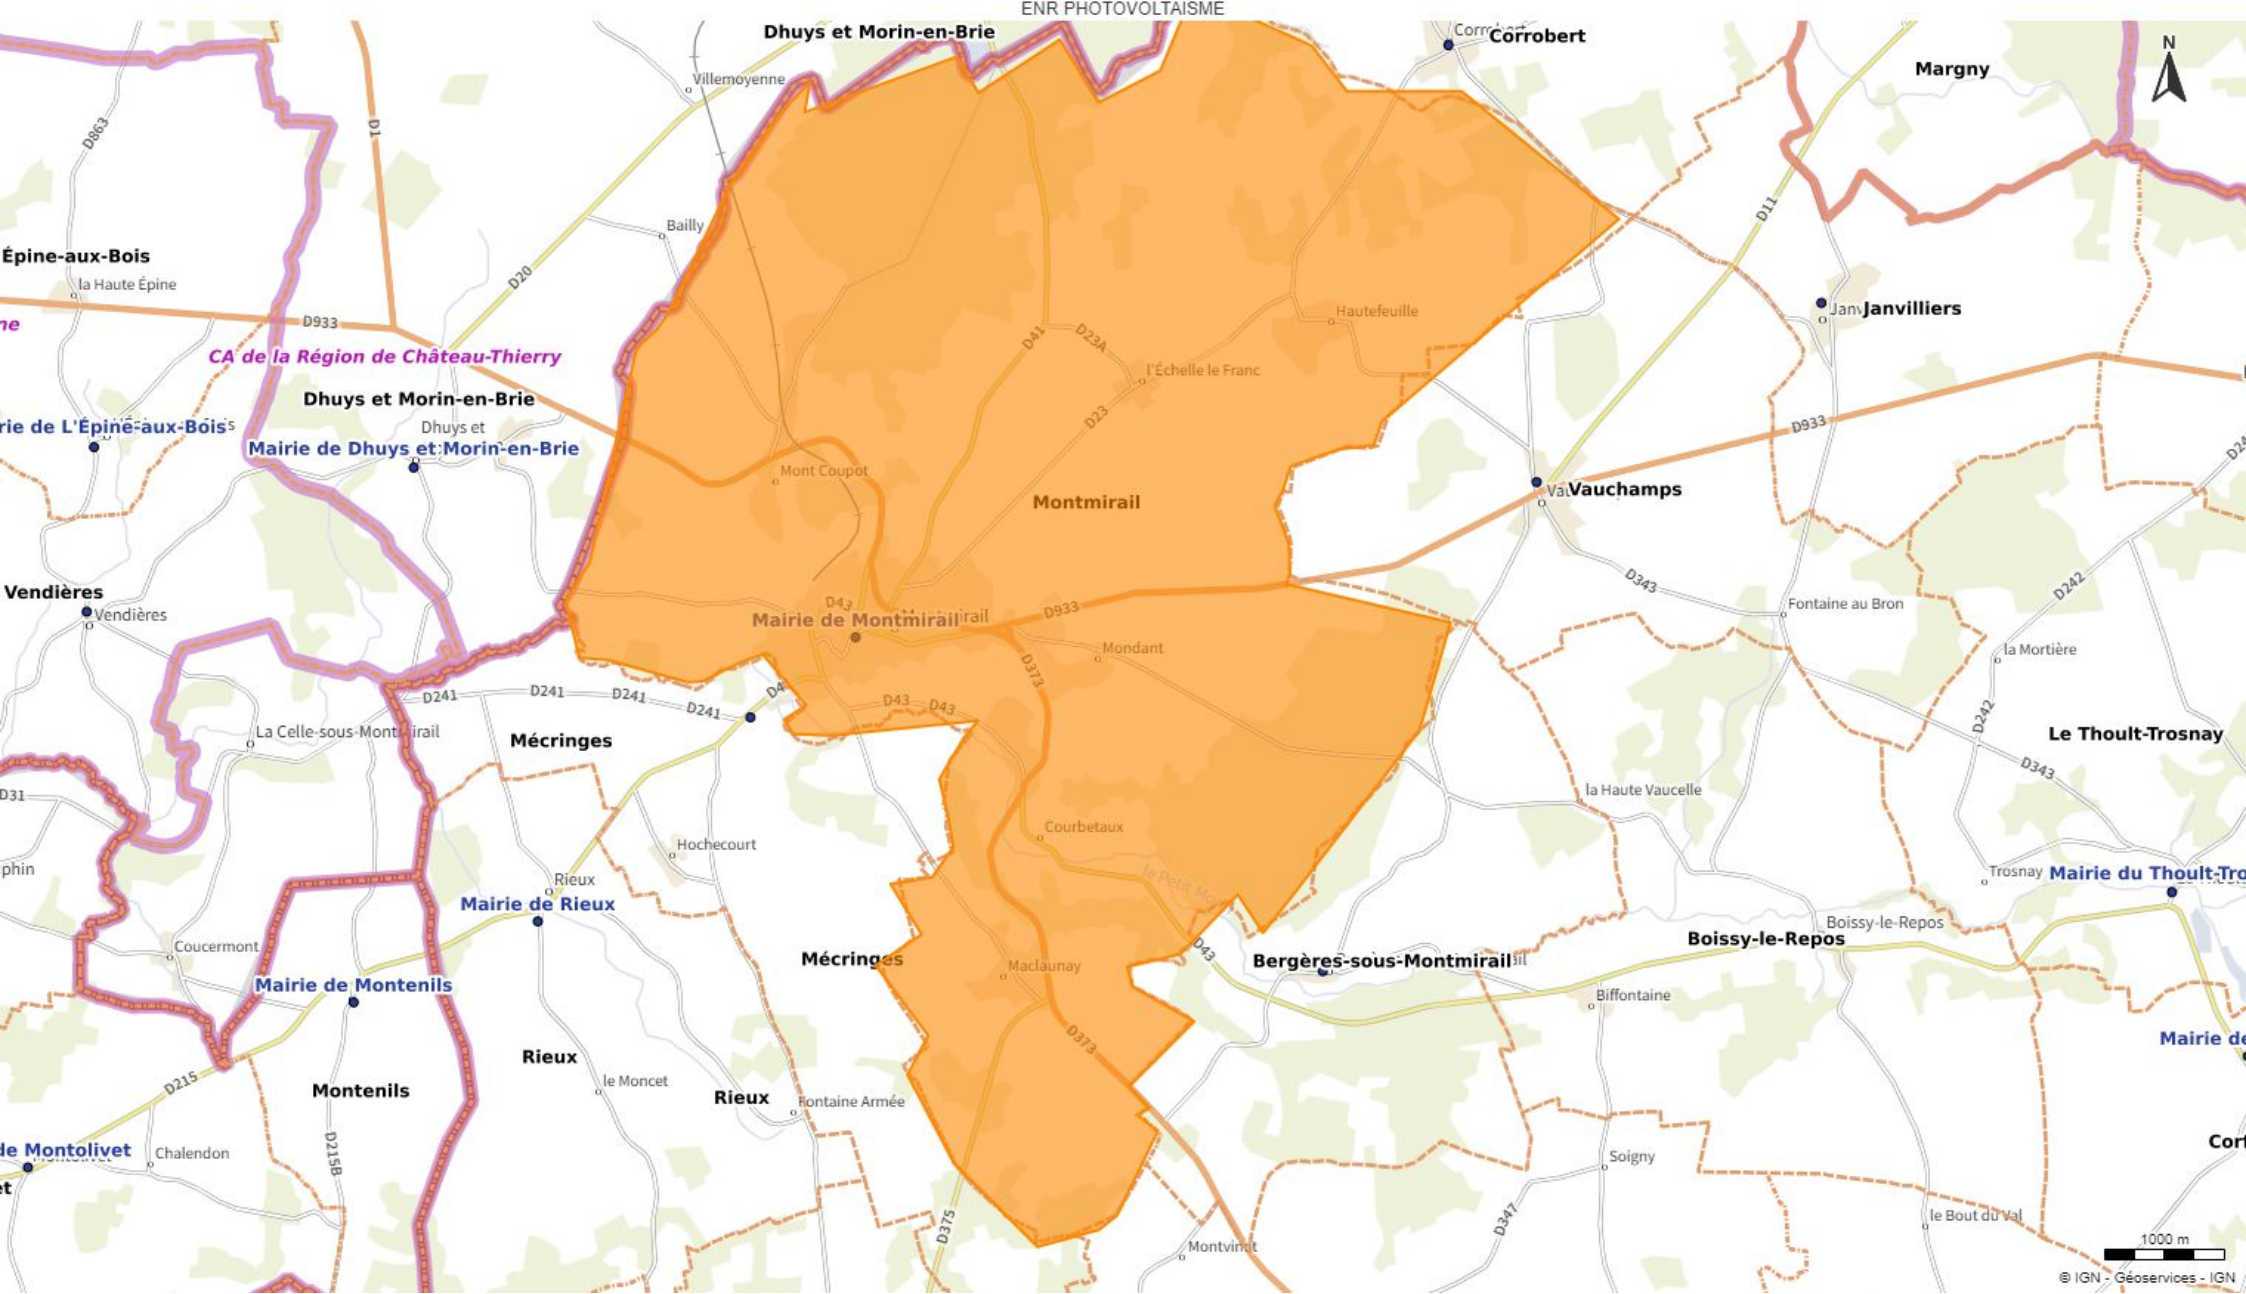 ENR PHOTOVOLTAISME
Dhuys et Morin-en-Brie
Corrobert
N
Margny
Villemoyenne
D863
D1
D11
Bailly
Épine-aux-Bois
la Haute Épine
D20
D933
Hautefeuille
Janvilliers
CA de la Région de Château-Thierry
D41
D23A
l'Échelle le Franc
Dhuys et Morin-en-Brie
Dhuys et
D23
D933
Mairie de Dhuys et Morin-en-Brie
Mont Coupot
Montmirail
Vauchamps
D343
D242
Vendières
Vendières
D43
D933
Fontaine au Bron
Mairie de Montmirail
Mondant
la Mortière
D373
D241
D241
D241
D241
D43
D43
D242
La Celle-sous-Montmirail
Mécringes
Le Thoult-Trosnay
D343
D31
la Haute Vaucelle
Courbetaux
Hochecourt
Rieux
Trosnay
Mairie de Rieux
Boissy-le-Repos
Boissy-le-Repos
Coucermont
D43
Mécringes
Maclaunay
Bergères-sous-Montmirail
Mairie de Montenils
Biffontaine
D373
Rieux
le Moncet
D215
Montenils
Rieux
Fontaine Armée
D215B
Chalendon
Soigny
D375
D347
le Bout du Val
Montvinot
1000 m
© IGN - Géoservices - IGN